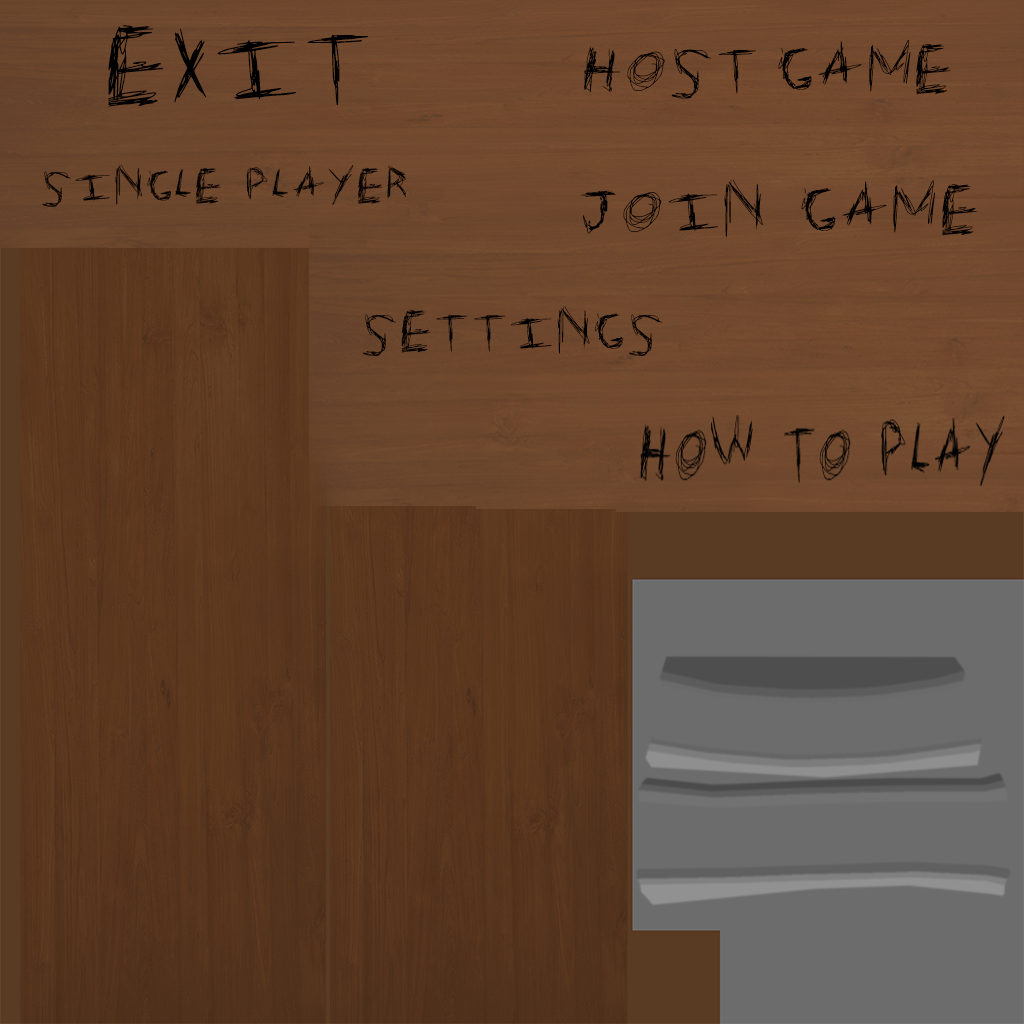 EXIT
HOST GAME
SINGLE PLAYER
JOIN GAME
SETTINGS
HOW TO PLAY